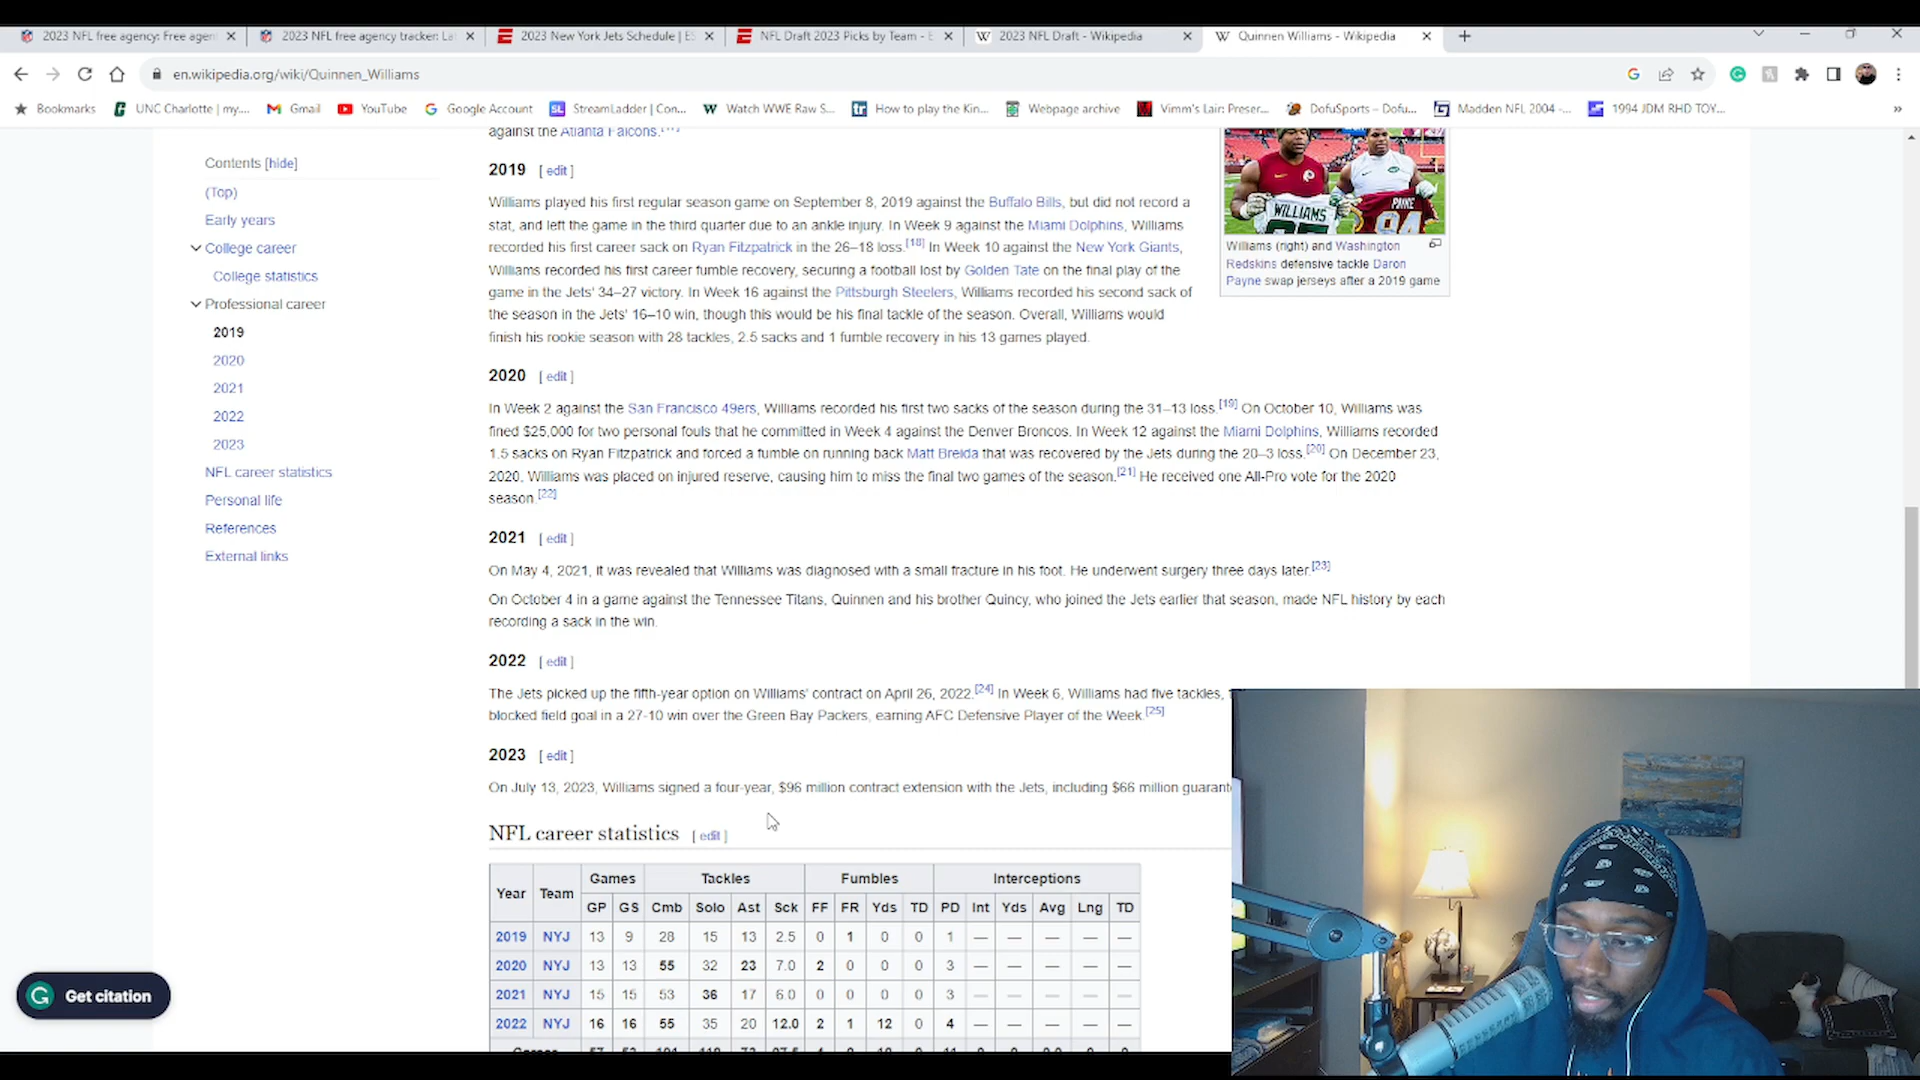 2023 NFL free agency: Free agen
2023 NFL free agency tracker: La
2023 New York Jets Schedule | ES
NFL Draft 2023 Picks by Team - E
2023 NFL Draft - Wikipedia
Quinnen Williams - Wikipedia
en.wikipedia.org/wiki/Quinnen_Williams
Bookmarks
UNC Charlotte | my....
Gmail
YouTube
Google Account
StreamLadder | Con...
Watch WWE Raw S...
How to play the Kin...
Webpage archive
Vimm's Lair: Preser...
DofuSports – Dofu...
Madden NFL 2004 -...
1994 JDM RHD TOY...
Contents [hide]
(Top)
Early years
College career
College statistics
Professional career
2019
2020
2021
2022
2023
NFL career statistics
Personal life
References
External links
against the Atlanta Falcons.
2019 [ edit ]
Williams played his first regular season game on September 8, 2019 against the Buffalo Bills, but did not record a
stat, and left the game in the third quarter due to an ankle injury. In Week 9 against the Miami Dolphins, Williams
recorded his first career sack on Ryan Fitzpatrick in the 26–18 loss.[18] In Week 10 against the New York Giants,
Williams recorded his first career fumble recovery, securing a football lost by Golden Tate on the final play of the
game in the Jets' 34–27 victory. In Week 16 against the Pittsburgh Steelers, Williams recorded his second sack of
the season in the Jets' 16–10 win, though this would be his final tackle of the season. Overall, Williams would
finish his rookie season with 28 tackles, 2.5 sacks and 1 fumble recovery in his 13 games played.
WILLIAMS
PAYNE
94
Williams (right) and Washington
Redskins defensive tackle Daron
Payne swap jerseys after a 2019 game
2020 [ edit ]
In Week 2 against the San Francisco 49ers, Williams recorded his first two sacks of the season during the 31–13 loss.[19] On October 10, Williams was
fined $25,000 for two personal fouls that he committed in Week 4 against the Denver Broncos. In Week 12 against the Miami Dolphins, Williams recorded
1.5 sacks on Ryan Fitzpatrick and forced a fumble on running back Matt Breida that was recovered by the Jets during the 20–3 loss.[20] On December 23,
2020, Williams was placed on injured reserve, causing him to miss the final two games of the season.[21] He received one All-Pro vote for the 2020
season.[22]
2021 [ edit ]
On May 4, 2021, it was revealed that Williams was diagnosed with a small fracture in his foot. He underwent surgery three days later.[23]
On October 4 in a game against the Tennessee Titans, Quinnen and his brother Quincy, who joined the Jets earlier that season, made NFL history by each
recording a sack in the win.
2022 [ edit ]
The Jets picked up the fifth-year option on Williams' contract on April 26, 2022.[24] In Week 6, Williams had five tackles,
blocked field goal in a 27-10 win over the Green Bay Packers, earning AFC Defensive Player of the Week.[25]
2023 [ edit ]
On July 13, 2023, Williams signed a four-year, $96 million contract extension with the Jets, including $66 million guarant
NFL career statistics [ edit ]
Year Team Games Tackles Fumbles Interceptions
GP GS Cmb Solo Ast Sck FF FR Yds TD PD Int Yds Avg Lng TD
2019 NYJ 13 9 28 15 13 2.5 0 1 0 0 1 — — — — —
2020 NYJ 13 13 55 32 23 7.0 2 0 0 0 3 — — — — —
2021 NYJ 15 15 53 36 17 6.0 0 0 0 0 3 — — — — —
2022 NYJ 16 16 55 35 20 12.0 2 1 12 0 4 — — — — —
Get citation